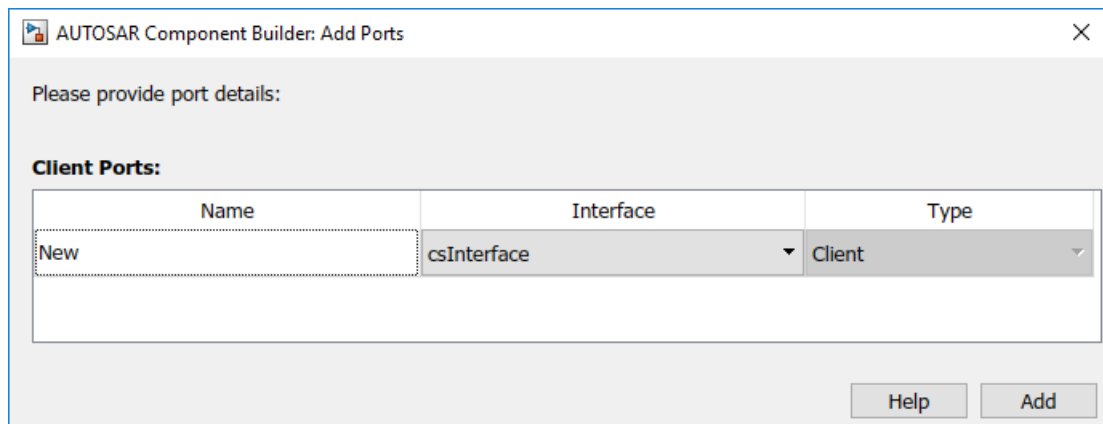 AUTOSAR Component Builder: Add Ports
Please provide port details:
Client Ports:
Name Interface Type
New csInterface Client
Help Add